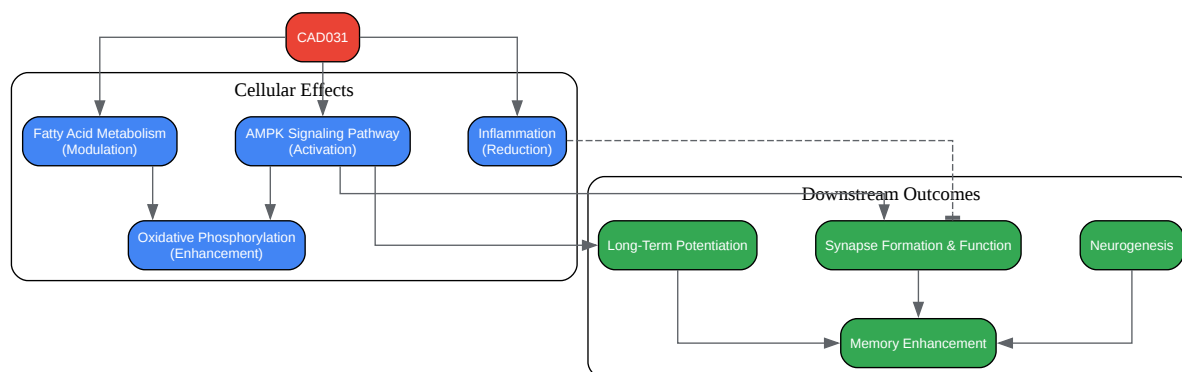 CAD031
Cellular Effects
Fatty Acid Metabolism
(Modulation)
AMPK Signaling Pathway
(Activation)
Inflammation
(Reduction)
Oxidative Phosphorylation
(Enhancement)
Downstream Outcomes
Long-Term Potentiation
Synapse Formation & Function
Neurogenesis
Memory Enhancement